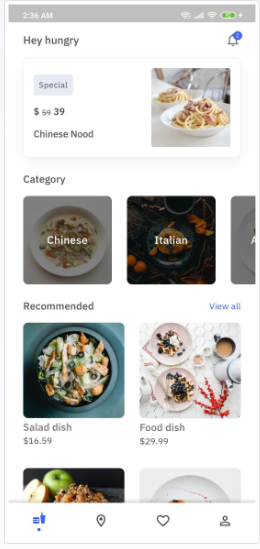 2:36 AM
Hey hungry
2
Special
$ 59 39
Chinese Nood
Category
Chinese
Italian
A
Recommended
View all
Salad dish
Food dish
$16.59
$29.99